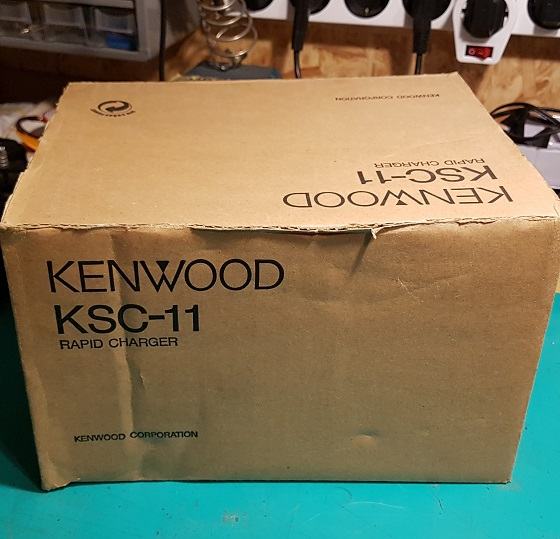 KENWOOD CORPORATION
RAPID CHARGER
KSC-11
KENWOOD
KENWOOD
KSC-11
RAPID CHARGER
KENWOOD CORPORATION